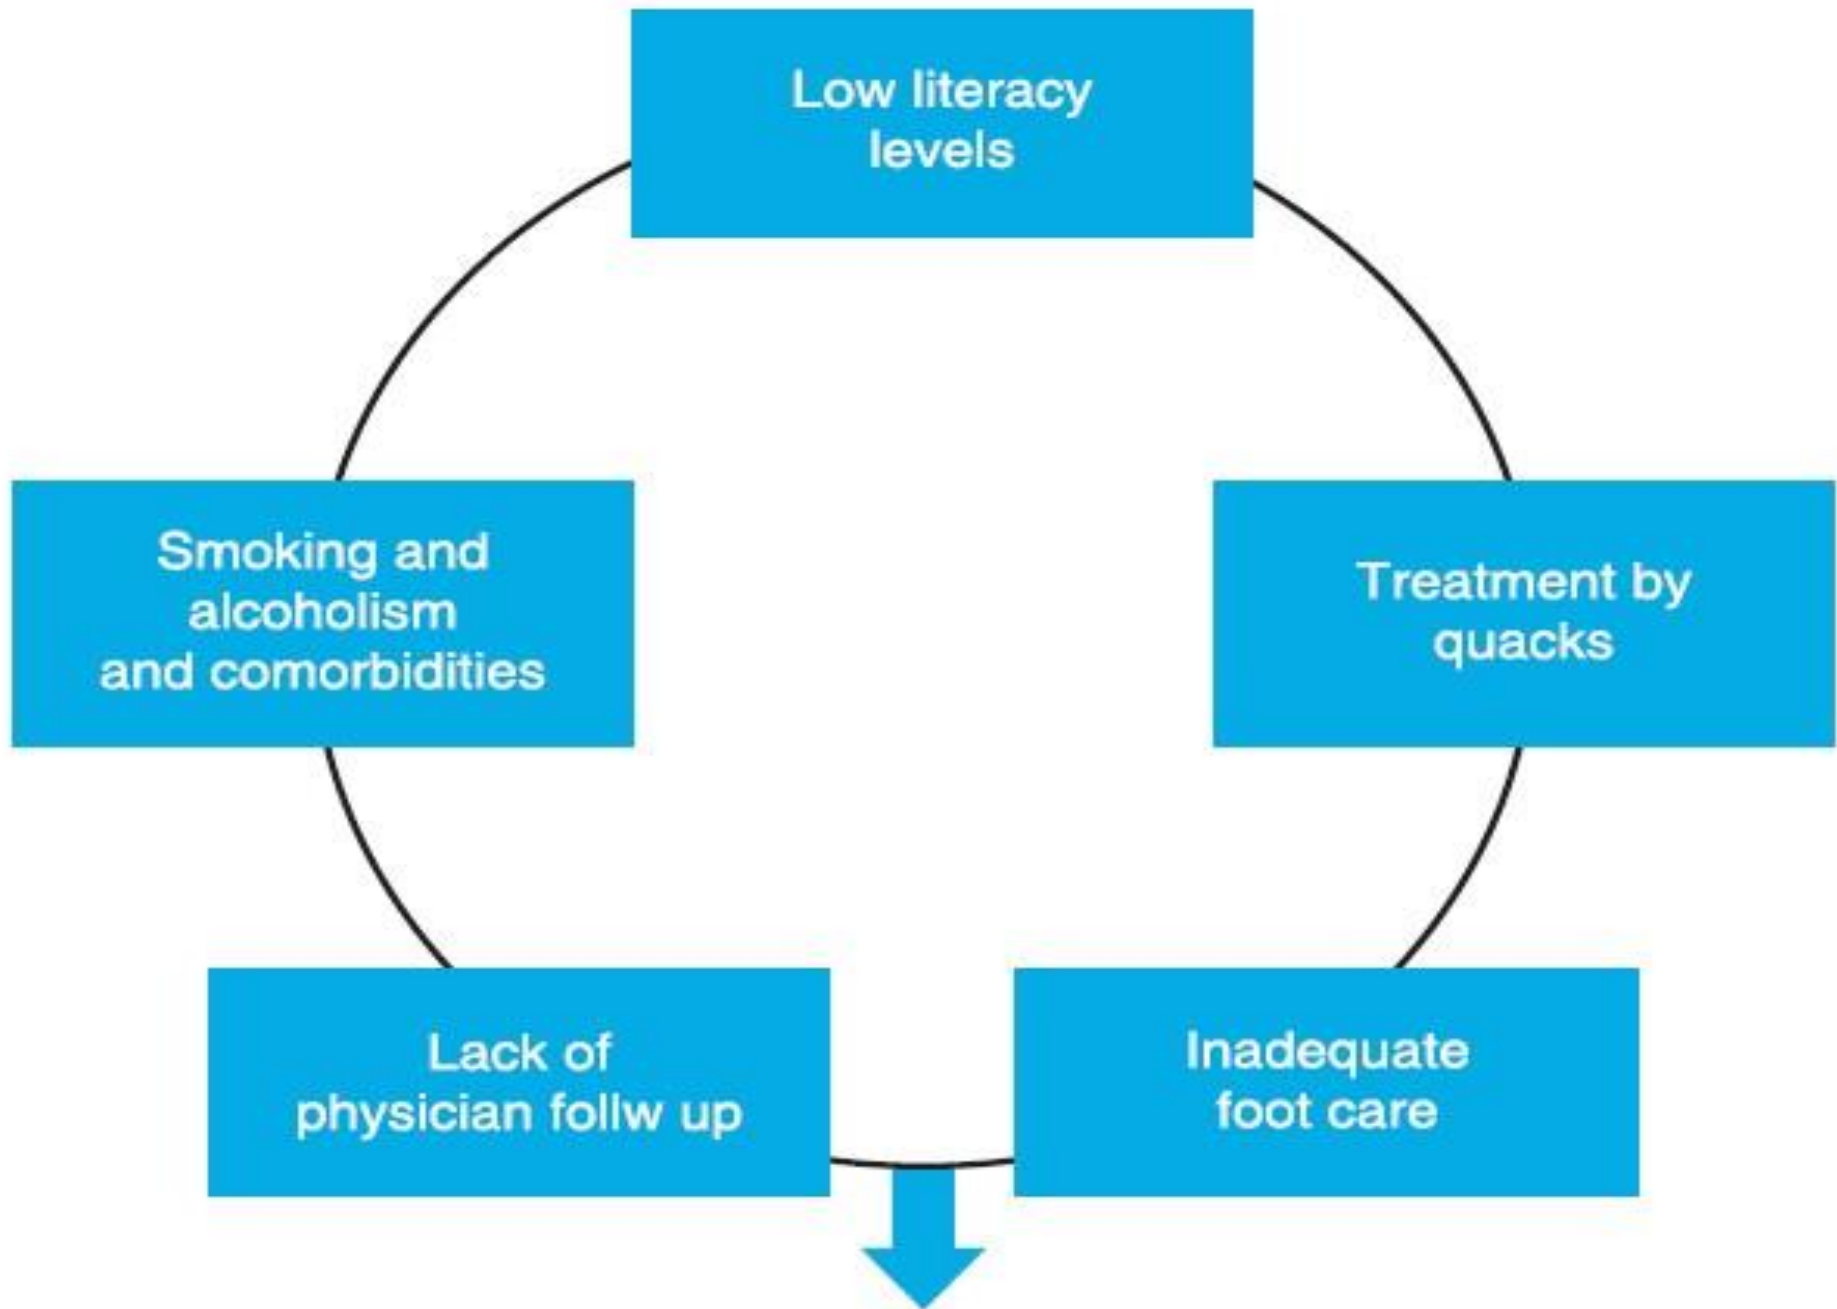 Low literacy
levels
Smoking and
alcoholism
and comorbidities
Treatment by
quacks
Lack of
physician follw up
Inadequate
foot care